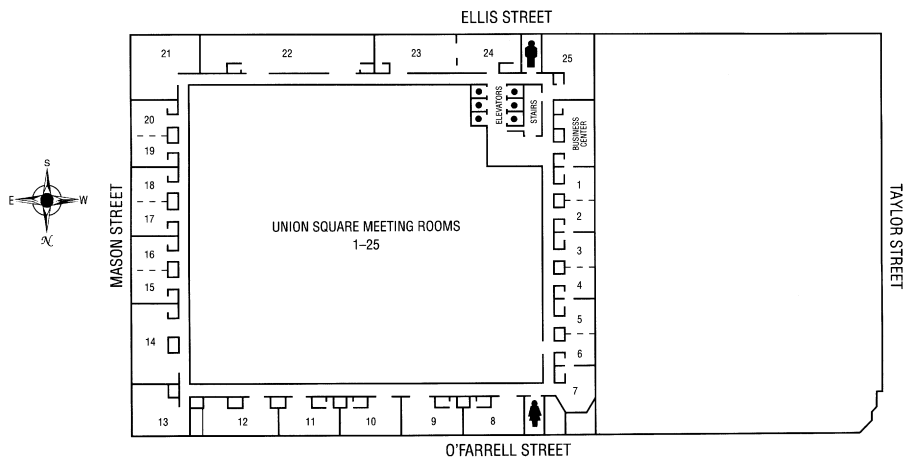 ELLIS STREET
21
22
23
24
25
ELEVATORS
STAIRS
BUSINESS
CENTER
20
19
18
17
16
15
14
13
1
2
3
4
5
6
7
S
E
W
N
MASON STREET
UNION SQUARE MEETING ROOMS
1–25
TAYLOR STREET
12
11
10
9
8
O'FARRELL STREET